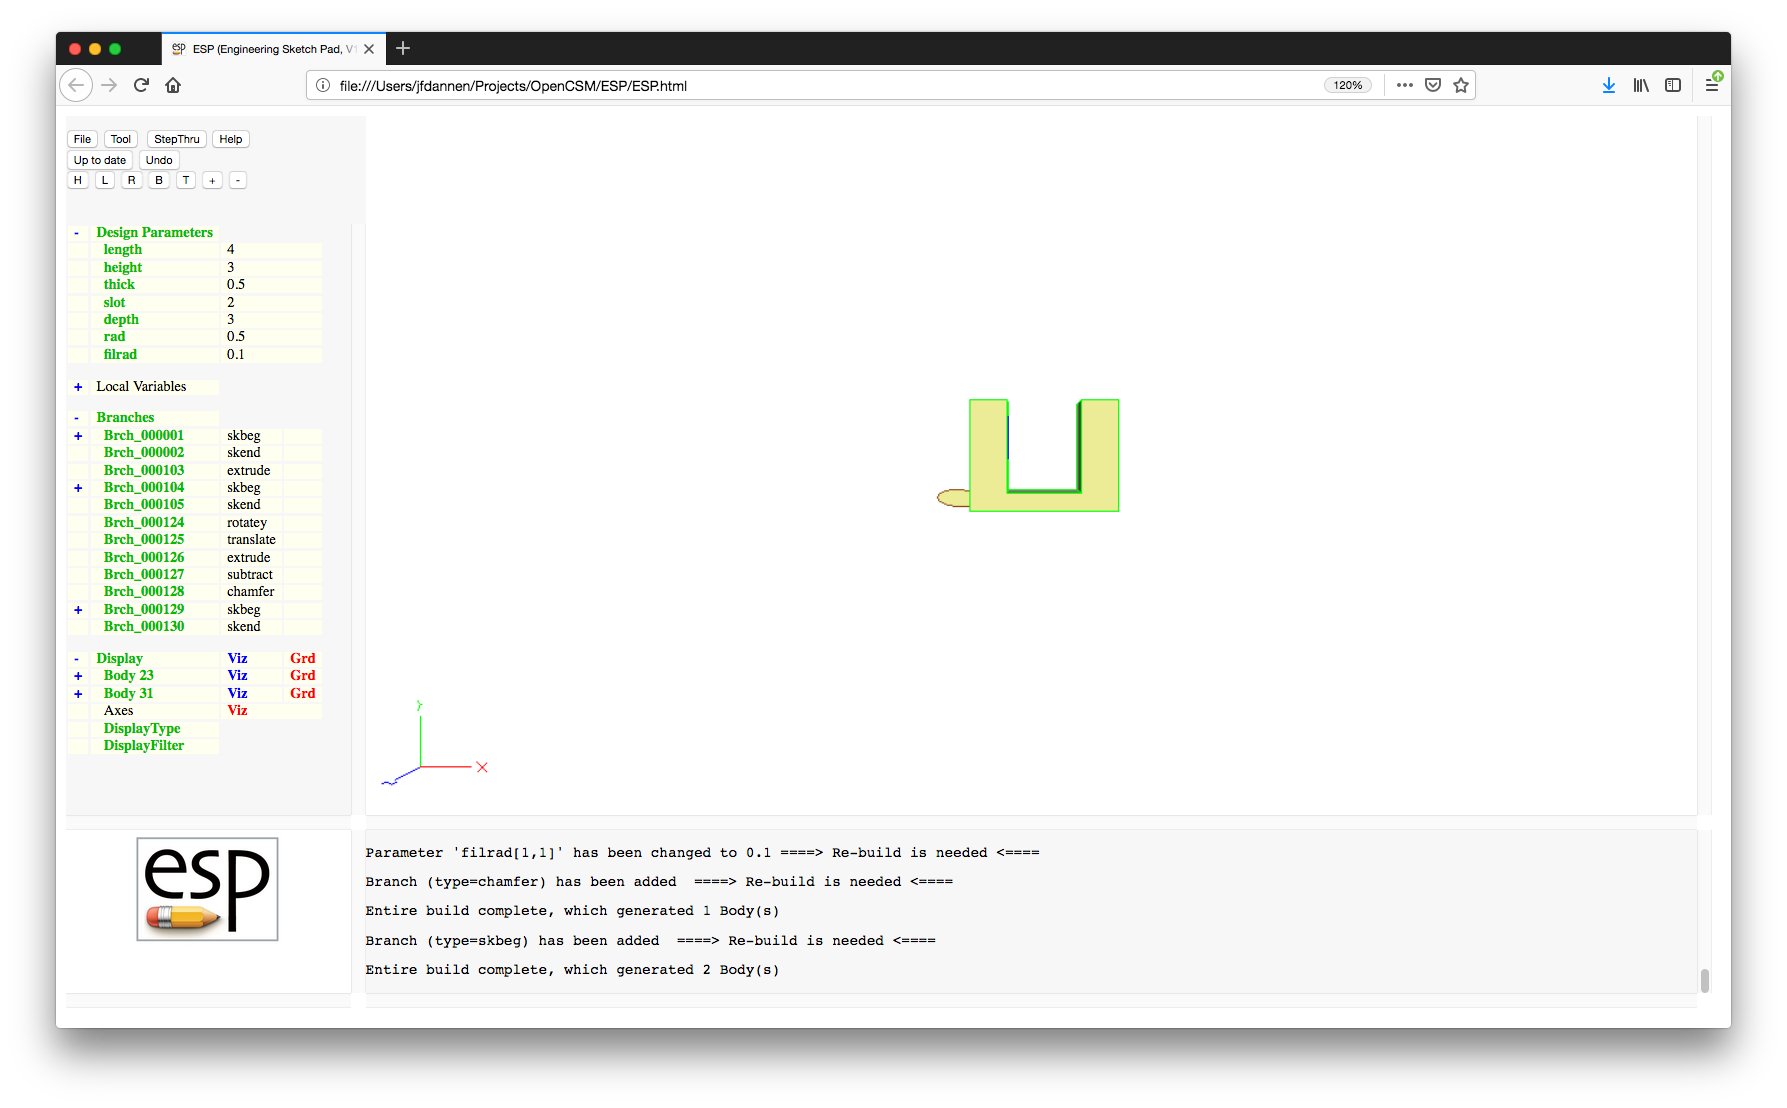 esp ESP (Engineering Sketch Pad, V1
file:///Users/jfdannen/Projects/OpenCSM/ESP/ESP.html 120%
File Tool StepThru Help
Up to date Undo
H L R B T + -
- Design Parameters
length 4
height 3
thick 0.5
slot 2
depth 3
rad 0.5
filrad 0.1
+ Local Variables
- Branches
+ Brch_000001 skbeg
Brch_000002 skend
Brch_000103 extrude
+ Brch_000104 skbeg
Brch_000105 skend
Brch_000124 rotatey
Brch_000125 translate
Brch_000126 extrude
Brch_000127 subtract
Brch_000128 chamfer
+ Brch_000129 skbeg
Brch_000130 skend
- Display Viz Grd
+ Body 23 Viz Grd
+ Body 31 Viz Grd
Axes Viz
DisplayType
DisplayFilter
Y
X
Z
esp
Parameter 'filrad[1,1]' has been changed to 0.1 ====> Re-build is needed <====
Branch (type=chamfer) has been added  ====> Re-build is needed <====
Entire build complete, which generated 1 Body(s)
Branch (type=skbeg) has been added  ====> Re-build is needed <====
Entire build complete, which generated 2 Body(s)